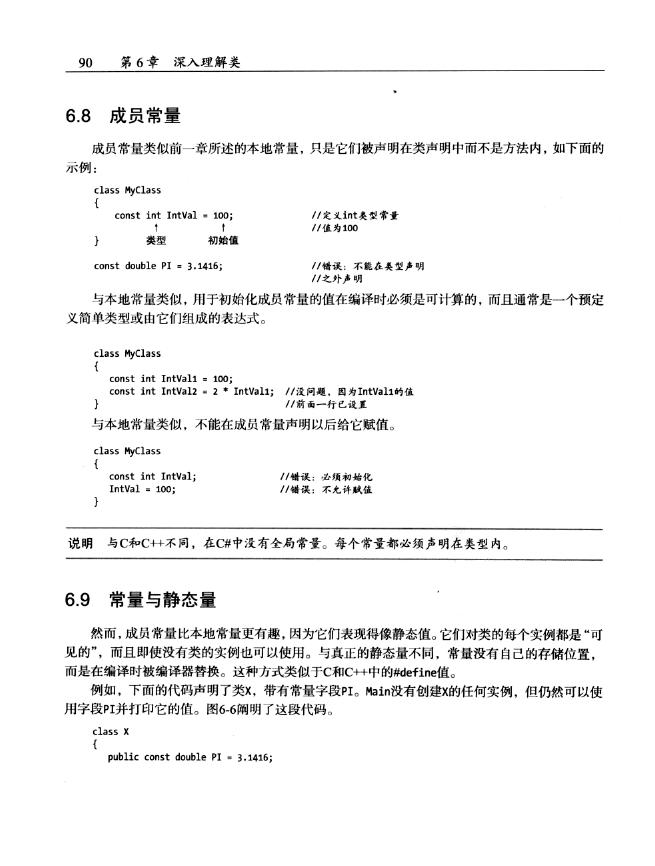 90 第6章 深入理解类
6.8 成员常量
成员常量类似前一章所述的本地常量，只是它们被声明在类声明中而不是方法内，如下面的
示例：
class MyClass
{
const int IntVal = 100; //定义int类型常量
↑ ↑ //值为100
} 类型 初始值
const double PI = 3.1416; //错误：不能在类型声明
//之外声明
与本地常量类似，用于初始化成员常量的值在编译时必须是可计算的，而且通常是一个预定
义简单类型或由它们组成的表达式。
class MyClass
{
const int IntVal1 = 100;
const int IntVal2 = 2 * IntVal1; //没问题，因为IntVal1的值
} //前面一行已设置
与本地常量类似，不能在成员常量声明以后给它赋值。
class MyClass
{
const int IntVal; //错误：必须初始化
IntVal = 100; //错误：不允许赋值
}
说明 与C和C++不同，在C#中没有全局常量。每个常量都必须声明在类型内。
6.9 常量与静态量
然而，成员常量比本地常量更有趣，因为它们表现得像静态值。它们对类的每个实例都是“可
见的”，而且即使没有类的实例也可以使用。与真正的静态量不同，常量没有自己的存储位置，
而是在编译时被编译器替换。这种方式类似于C和C++中的#define值。
例如，下面的代码声明了类X，带有常量字段PI。Main没有创建X的任何实例，但仍然可以使
用字段PI并打印它的值。图6-6阐明了这段代码。
class X
{
public const double PI = 3.1416;